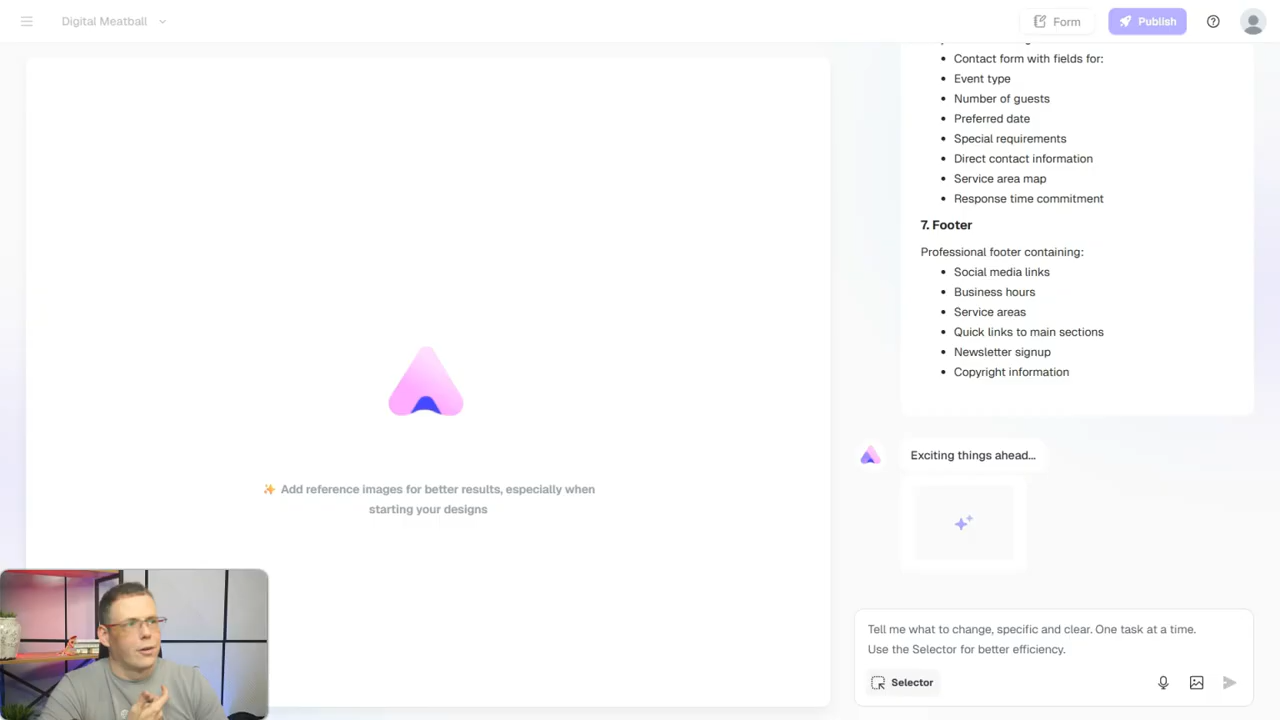 Digital Meatball
Form
Publish
Contact form with fields for:
Event type
Number of guests
Preferred date
Special requirements
Direct contact information
Service area map
Response time commitment
7. Footer
Professional footer containing:
Social media links
Business hours
Service areas
Quick links to main sections
Newsletter signup
Copyright information
Exciting things ahead...
✨ Add reference images for better results, especially when
starting your designs
Tell me what to change, specific and clear. One task at a time.
Use the Selector for better efficiency.
Selector